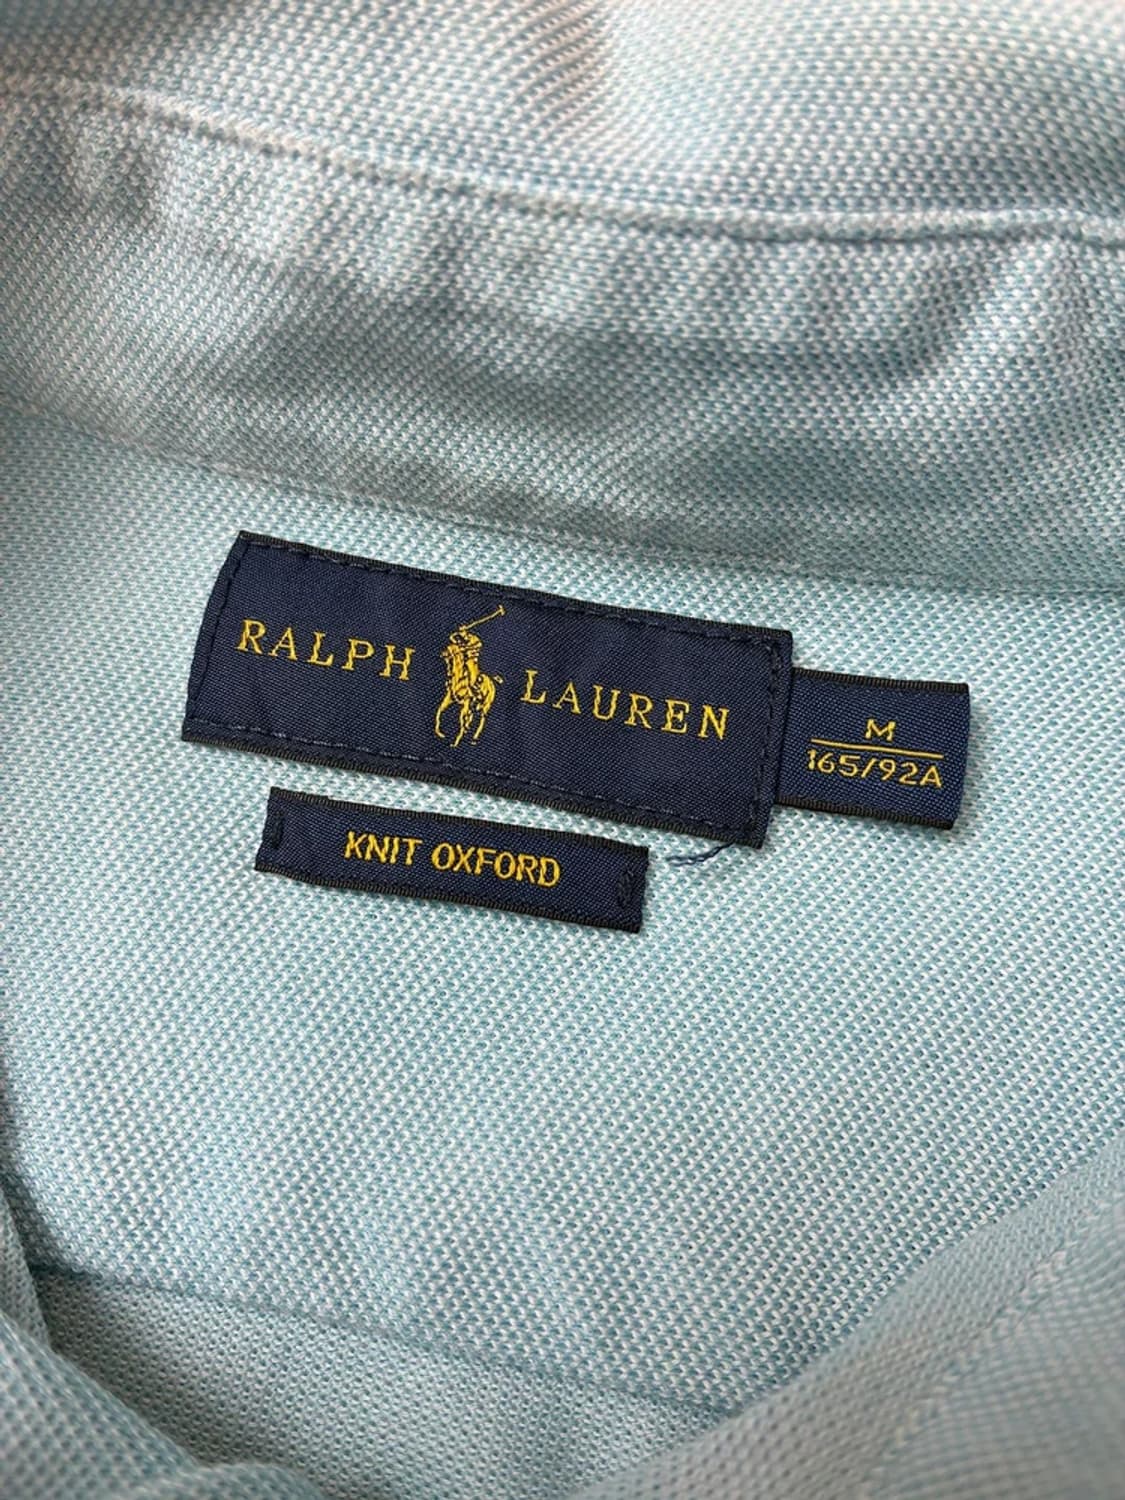 RALPH LAUREN
M
165/92A
KNIT OXFORD